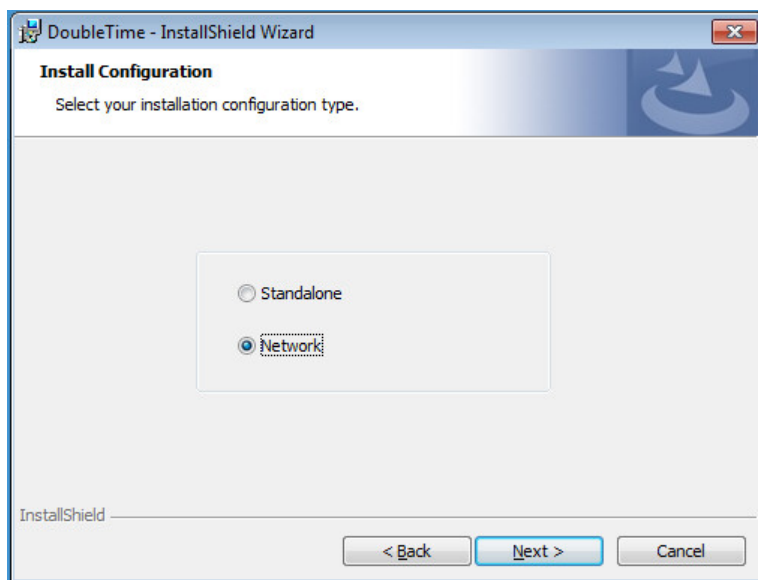 DoubleTime - InstallShield Wizard
Install Configuration
Select your installation configuration type.
Standalone
Network
InstallShield
< Back Next > Cancel